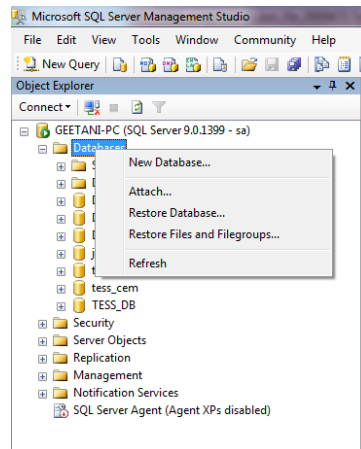 Microsoft SQL Server Management Studio
File Edit View Tools Window Community Help
New Query
Object Explorer
Connect
GEETANI-PC (SQL Server 9.0.1399 - sa)
Databases
New Database...
Attach...
Restore Database...
Restore Files and Filegroups...
Refresh
tess_cem
TESS_DB
Security
Server Objects
Replication
Management
Notification Services
SQL Server Agent (Agent XPs disabled)